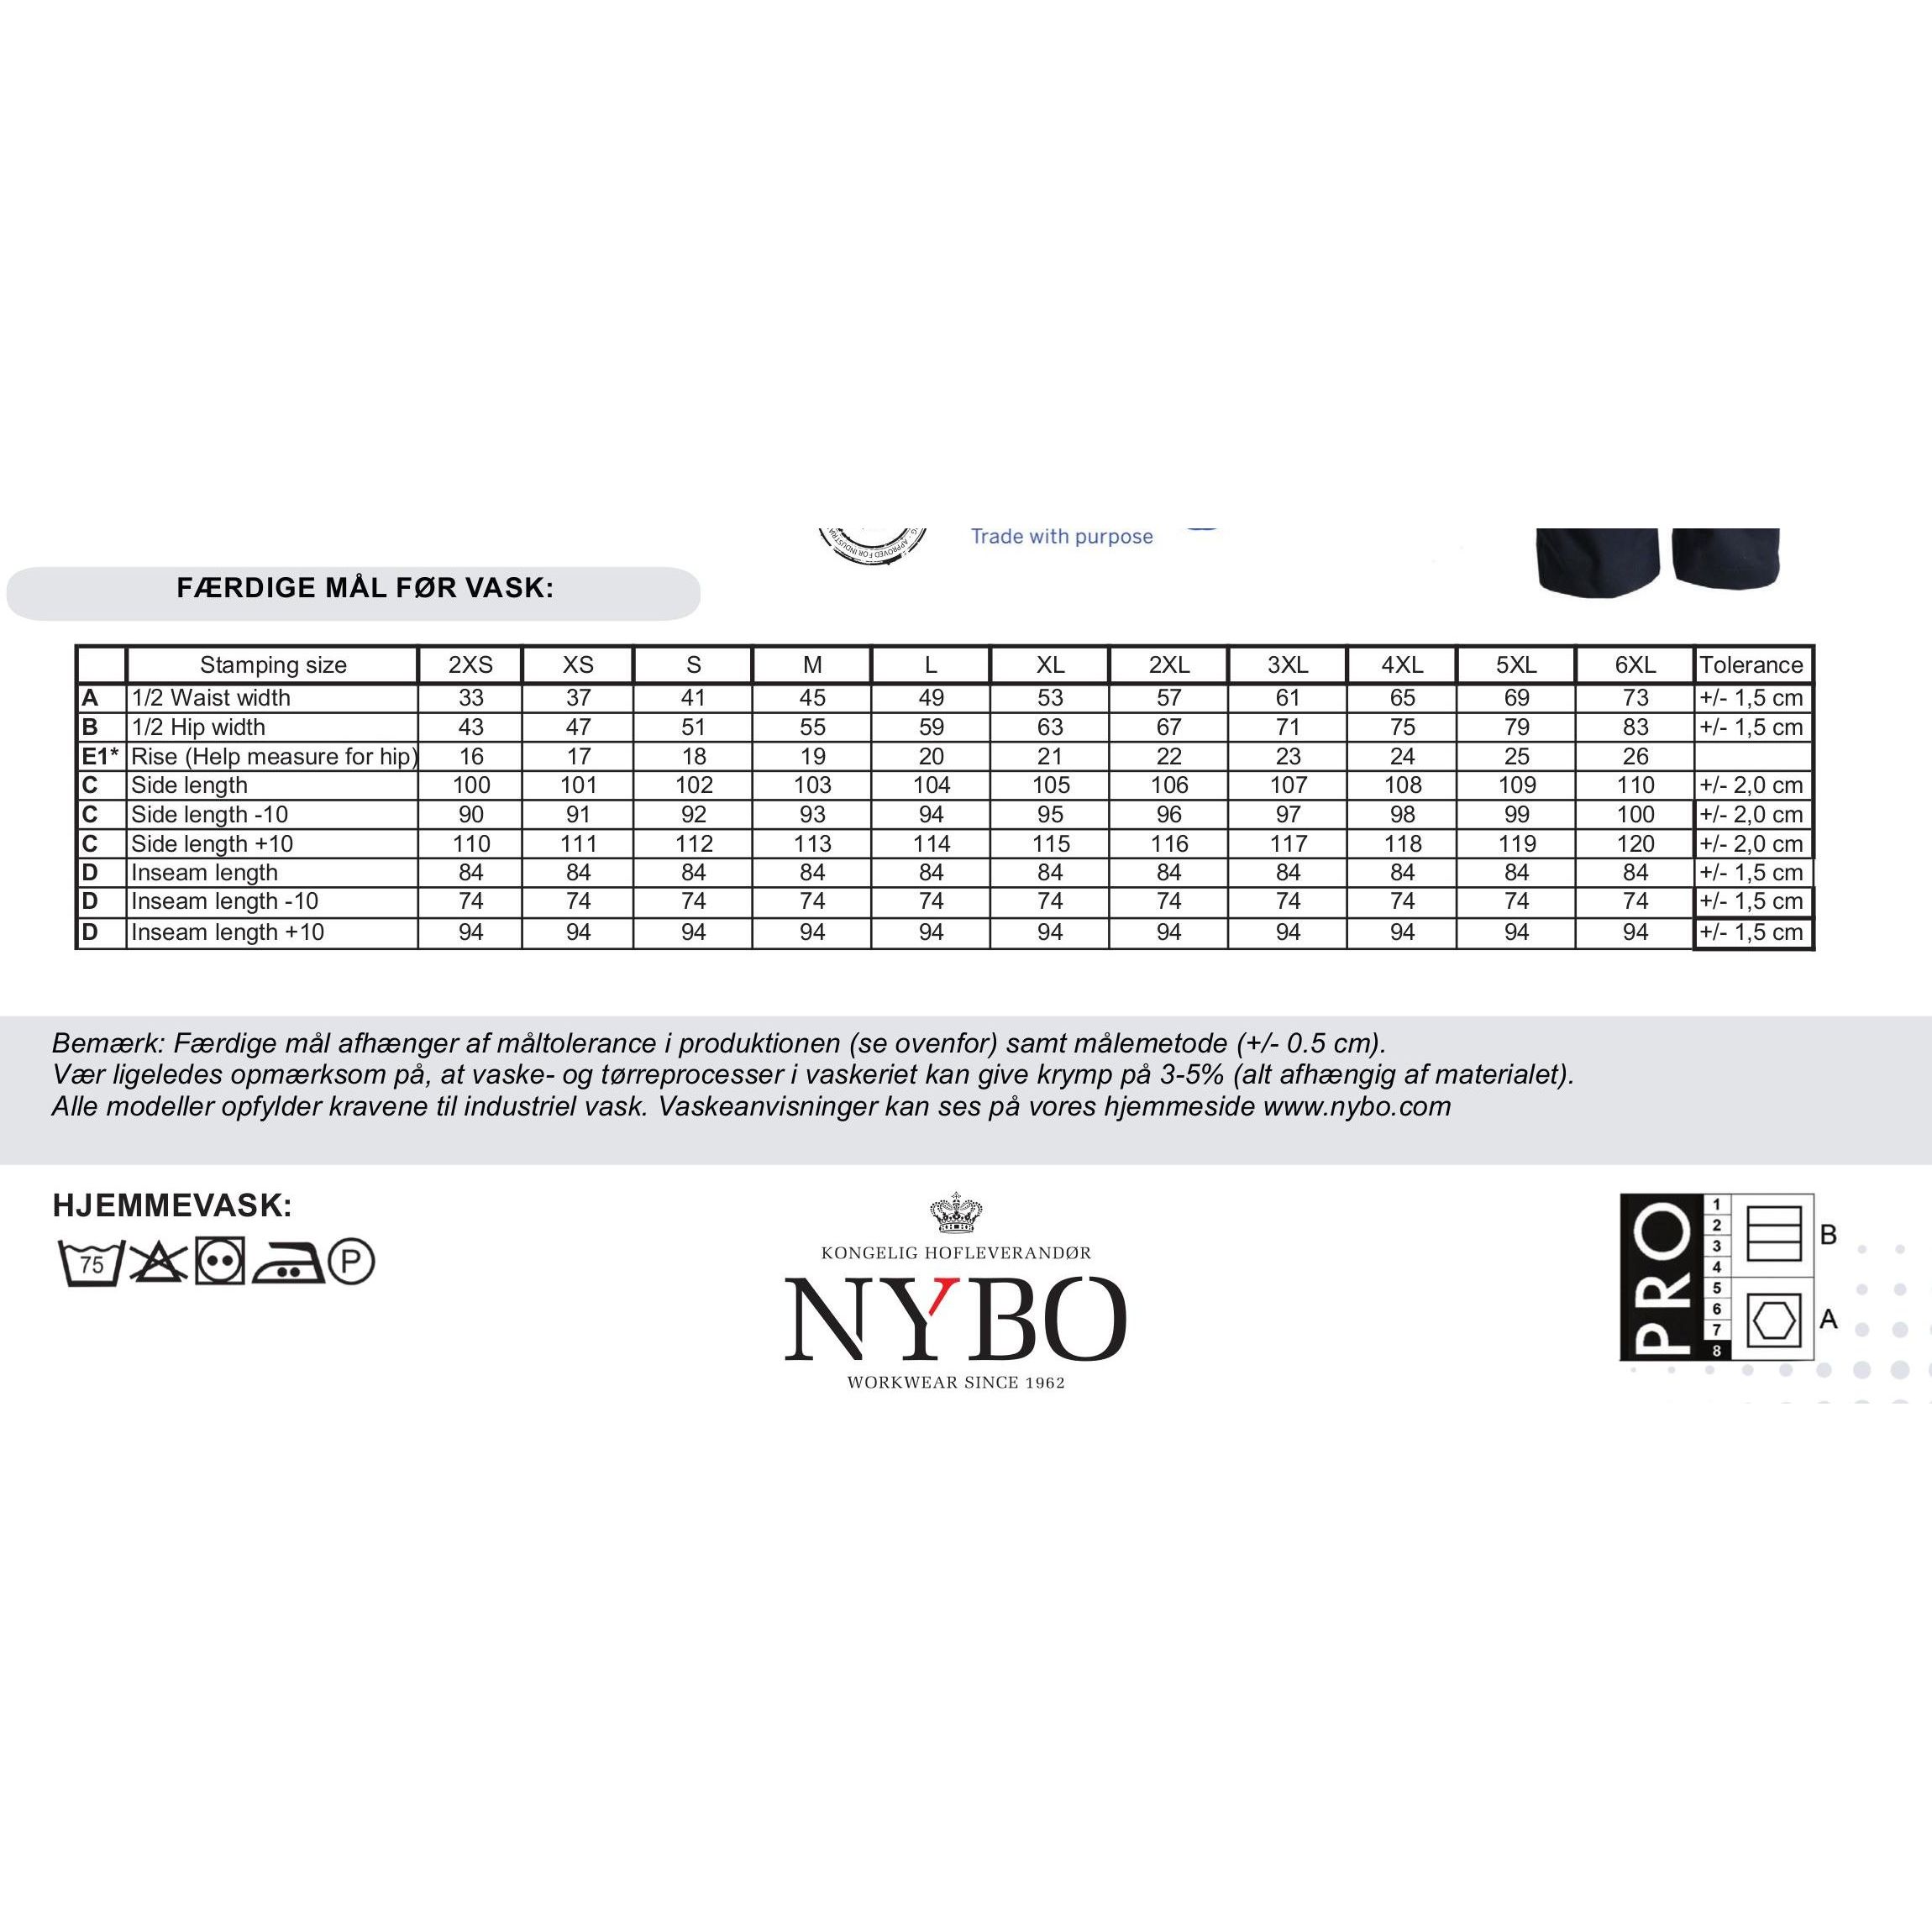 APPROVED FOR INDUSTRIA
Trade with purpose
FÆRDIGE MÅL FØR VASK:
Stamping size 2XS XS S M L XL 2XL 3XL 4XL 5XL 6XL Tolerance
A 1/2 Waist width 33 37 41 45 49 53 57 61 65 69 73 +/- 1,5 cm
B 1/2 Hip width 43 47 51 55 59 63 67 71 75 79 83 +/- 1,5 cm
E1* Rise (Help measure for hip) 16 17 18 19 20 21 22 23 24 25 26
C Side length 100 101 102 103 104 105 106 107 108 109 110 +/- 2,0 cm
C Side length -10 90 91 92 93 94 95 96 97 98 99 100 +/- 2,0 cm
C Side length +10 110 111 112 113 114 115 116 117 118 119 120 +/- 2,0 cm
D Inseam length 84 84 84 84 84 84 84 84 84 84 84 +/- 1,5 cm
D Inseam length -10 74 74 74 74 74 74 74 74 74 74 74 +/- 1,5 cm
D Inseam length +10 94 94 94 94 94 94 94 94 94 94 94 +/- 1,5 cm
Bemærk: Færdige mål afhænger af måltolerance i produktionen (se ovenfor) samt målemetode (+/- 0.5 cm).
Vær ligeledes opmærksom på, at vaske- og tørreprocesser i vaskeriet kan give krymp på 3-5% (alt afhængig af materialet).
Alle modeller opfylder kravene til industriel vask. Vaskeanvisninger kan ses på vores hjemmeside www.nybo.com
HJEMMEVASK:
75 P
KONGELIG HOFLEVERANDØR
NYBO
WORKWEAR SINCE 1962
PRO
1
2
3
4
5
6
7
8
B
A